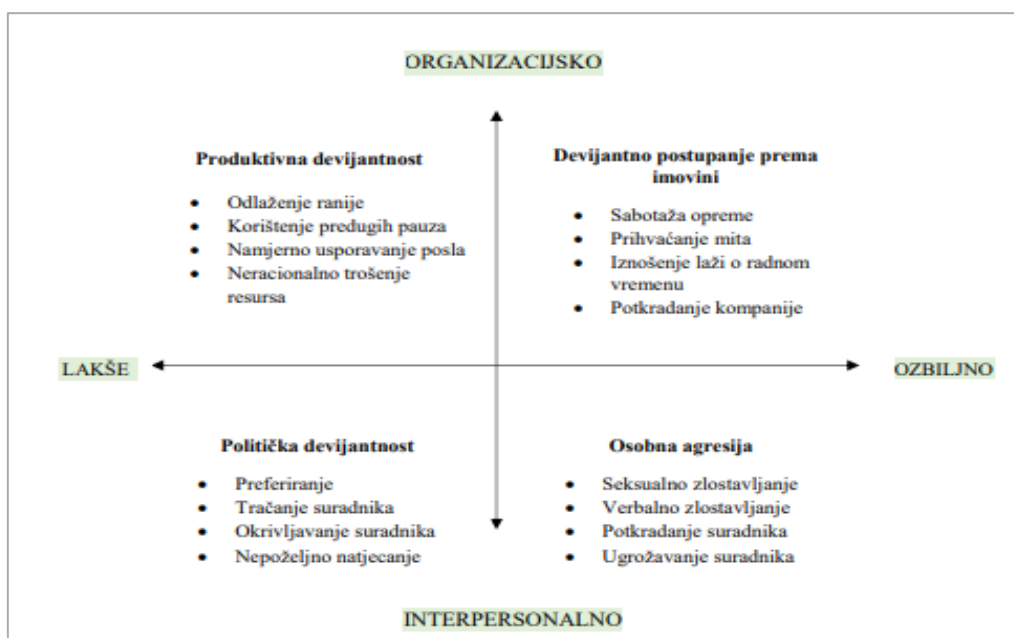 ORGANIZACIJSKO
Produktivna devijantnost
• Odlaženje ranije
• Korištenje predugih pauza
• Namjerno usporavanje posla
• Neracionalno trošenje
resursa
Devijantno postupanje prema
imovini
• Sabotaža opreme
• Prihvaćanje mita
• Iznošenje laži o radnom
vremenu
• Potkradanje kompanije
LAKŠE
OZBILJNO
Politička devijantnost
• Preferiranje
• Tračanje suradnika
• Okrivljavanje suradnika
• Nepoželjno natjecanje
Osobna agresija
• Seksualno zlostavljanje
• Verbalno zlostavljanje
• Potkradanje suradnika
• Ugrožavanje suradnika
INTERPERSONALNO